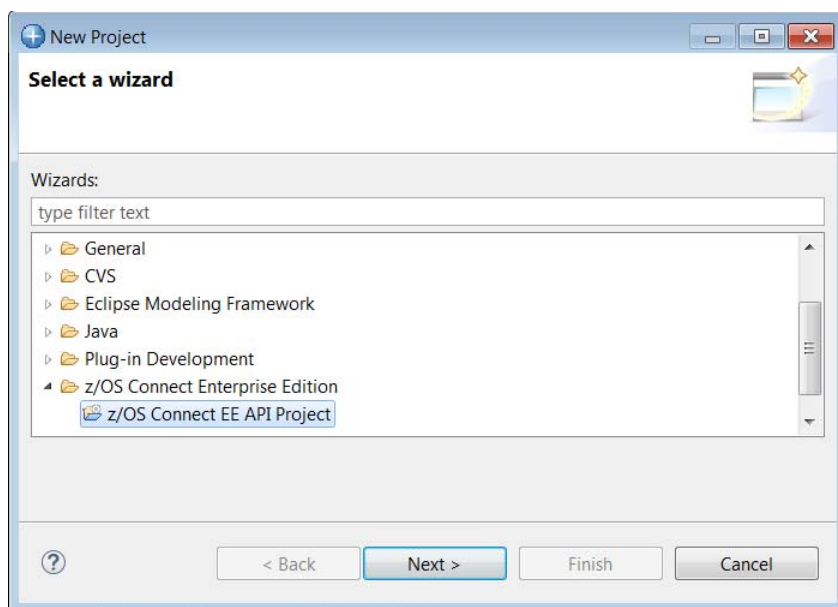 New Project
Select a wizard
Wizards:
type filter text
General
CVS
Eclipse Modeling Framework
Java
Plug-in Development
z/OS Connect Enterprise Edition
z/OS Connect EE API Project
? < Back Next > Finish Cancel